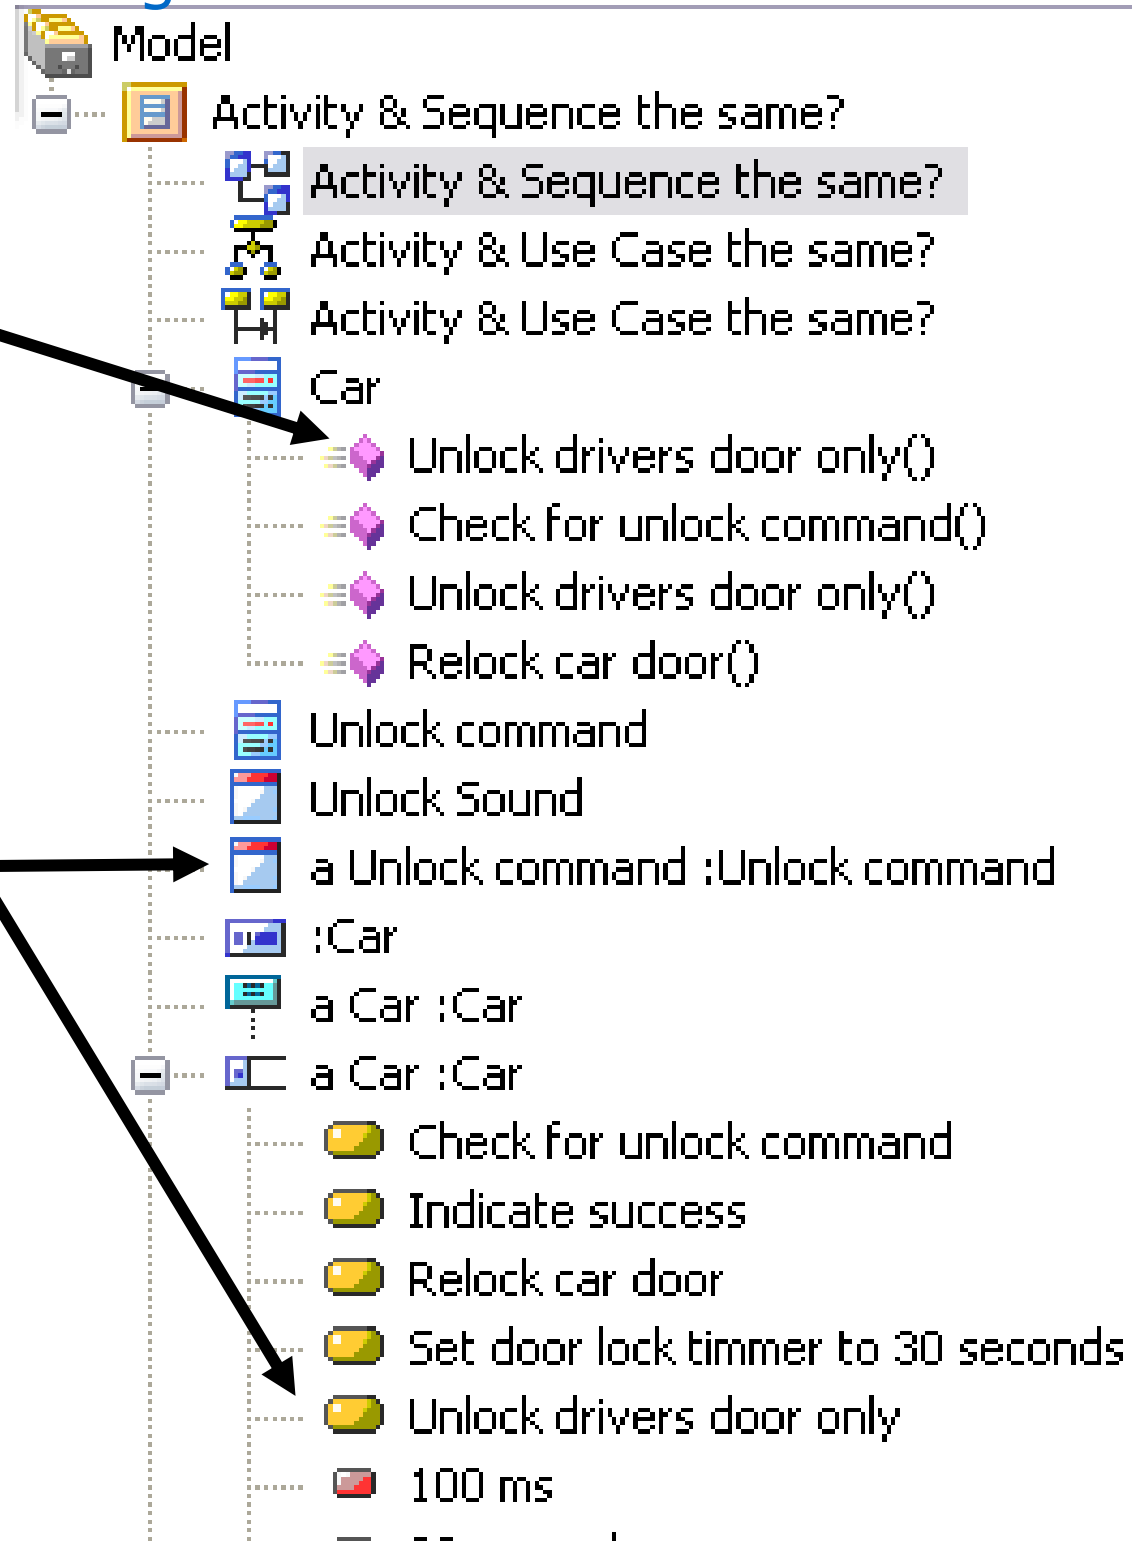 Model
Activity & Sequence the same?
Activity & Sequence the same?
Activity & Use Case the same?
Activity & Use Case the same?
Car
Unlock drivers door only()
Check for unlock command()
Unlock drivers door only()
Relock car door()
Unlock command
Unlock Sound
a Unlock command :Unlock command
:Car
a Car :Car
a Car :Car
Check for unlock command
Indicate success
Relock car door
Set door lock timmer to 30 seconds
Unlock drivers door only
100 ms